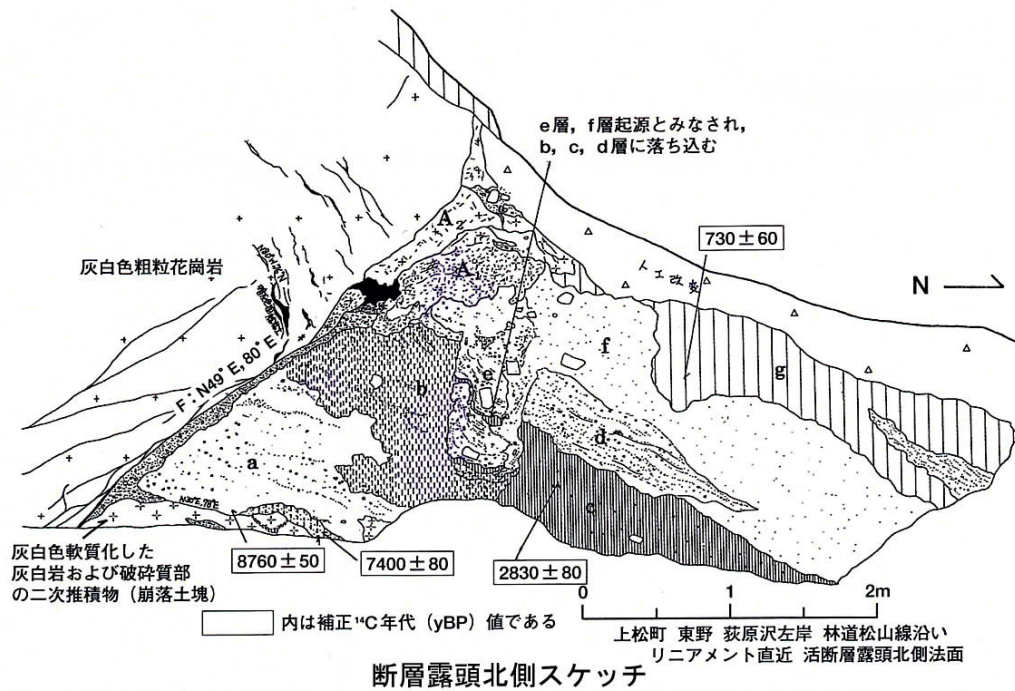 e層，f層起源とみなされ，
b，c，d層に落ち込む
730±60
人工改変
N
灰白色粗粒花崗岩
F：N49°E，80°E
A₂
A₁
f
g
b
e
d
a
c
8760±50
7400±80
2830±80
灰白色軟質化した
灰白岩および破砕質部
の二次推積物（崩落土塊）
内は補正¹⁴C年代（yBP）値である
0 1 2m
上松町 東野 荻原沢左岸 林道松山線沿い
リニアメント直近 活断層露頭北側法面
断層露頭北側スケッチ